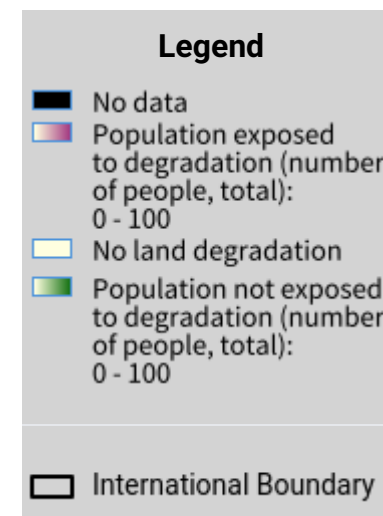 Legend
No data
Population exposed
to degradation (number
of people, total):
0 - 100
No land degradation
Population not exposed
to degradation (number
of people, total):
0 - 100
International Boundary